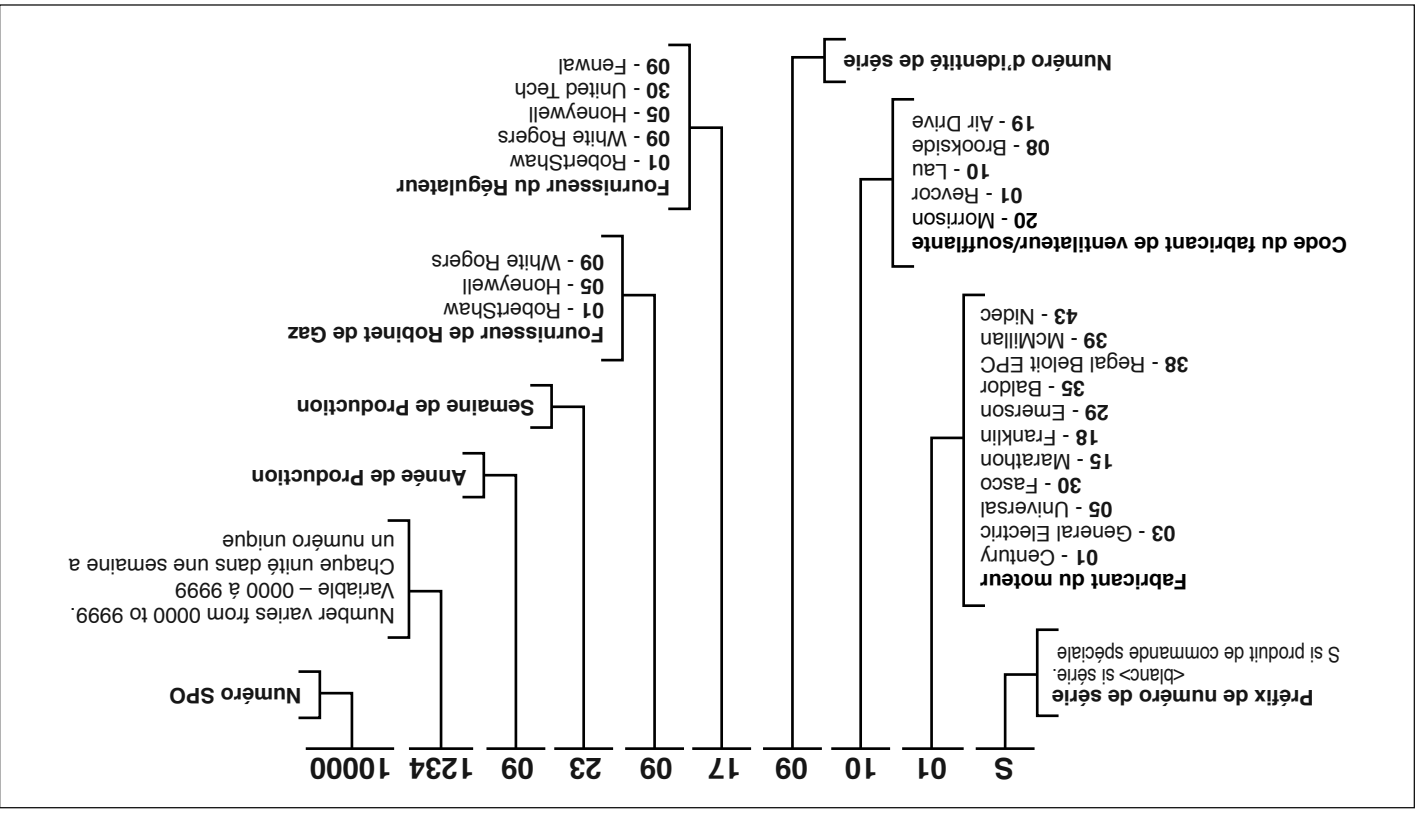 S 01 10 09 17 09 23 09 1234 10000
Préfix de numéro de série
<blanc> si série.
S si produit de commande spéciale
Fabricant du moteur
01 - Century
03 - General Electric
05 - Universal
30 - Fasco
15 - Marathon
18 - Franklin
29 - Emerson
35 - Baldor
38 - Regal Beloit EPC
39 - McMillan
43 - Nidec
Code du fabricant de ventilateur/soufflante
20 - Morrison
01 - Revcor
10 - Lau
08 - Brookside
19 - Air Drive
Numéro d'identité de série
Numéro SPO
Number varies from 0000 to 9999.
Variable – 0000 á 9999
Chaque unité dans une semaine a
un numéro unique
Année de Production
Semaine de Production
Fournisseur de Robinet de Gaz
01 - RobertShaw
05 - Honeywell
09 - White Rogers
Fournisseur du Régulateur
01 - RobertShaw
09 - White Rogers
05 - Honeywell
30 - United Tech
09 - Fenwal